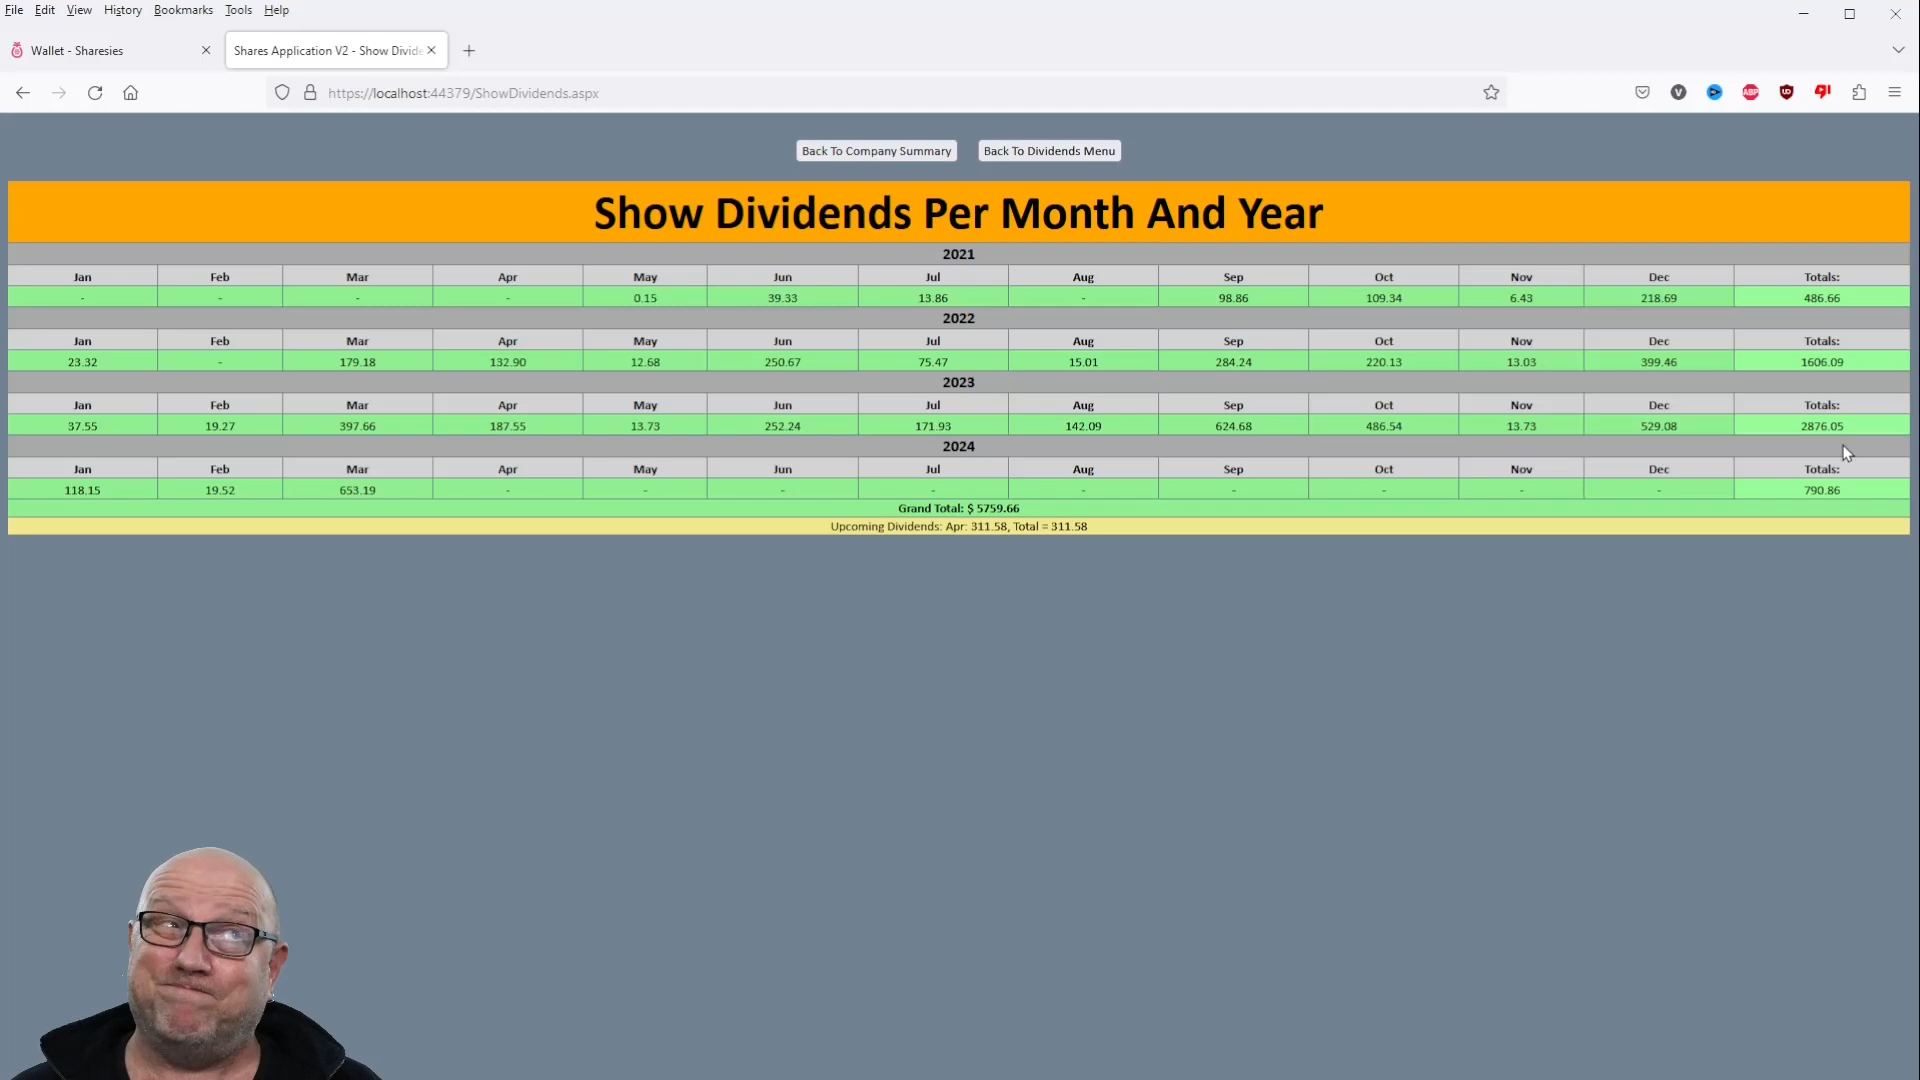 File Edit View History Bookmarks Tools Help
Wallet - Sharesies
Shares Application V2 - Show Divide
https://localhost:44379/ShowDividends.aspx
Back To Company Summary Back To Dividends Menu
Show Dividends Per Month And Year
2021
Jan Feb Mar Apr May Jun Jul Aug Sep Oct Nov Dec Totals:
- - - - 0.15 39.33 13.86 - 98.86 109.34 6.43 218.69 486.66
2022
Jan Feb Mar Apr May Jun Jul Aug Sep Oct Nov Dec Totals:
23.32 - 179.18 132.90 12.68 250.67 75.47 15.01 284.24 220.13 13.03 399.46 1606.09
2023
Jan Feb Mar Apr May Jun Jul Aug Sep Oct Nov Dec Totals:
37.55 19.27 397.66 187.55 13.73 252.24 171.93 142.09 624.68 486.54 13.73 529.08 2876.05
2024
Jan Feb Mar Apr May Jun Jul Aug Sep Oct Nov Dec Totals:
118.15 19.52 653.19 - - - - - - - - - 790.86
Grand Total: $ 5759.66
Upcoming Dividends: Apr: 311.58, Total = 311.58